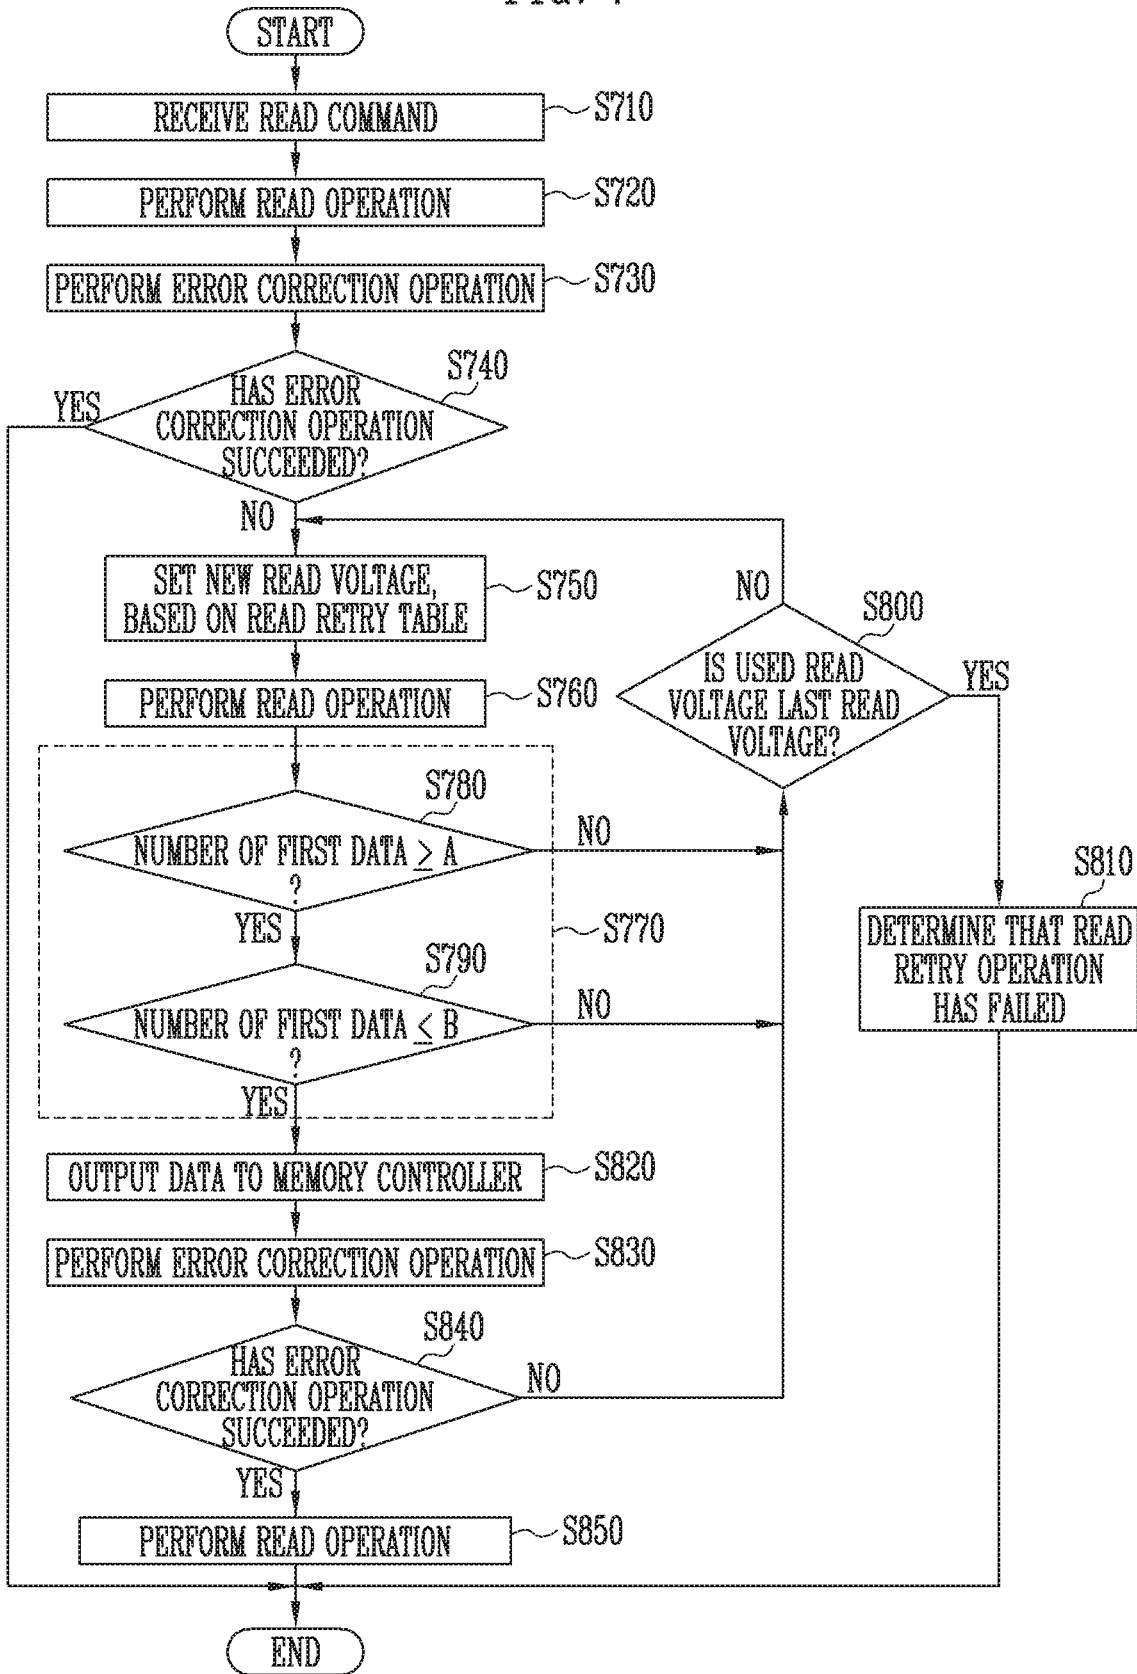 START
RECEIVE READ COMMAND
S710
PERFORM READ OPERATION
S720
PERFORM ERROR CORRECTION OPERATION
S730
S740
HAS ERROR
CORRECTION OPERATION
SUCCEEDED?
YES
NO
SET NEW READ VOLTAGE,
BASED ON READ RETRY TABLE
S750
NO
S800
IS USED READ
VOLTAGE LAST READ
VOLTAGE?
YES
PERFORM READ OPERATION
S760
S780
NUMBER OF FIRST DATA ≥ A
?
NO
YES
S770
S790
NUMBER OF FIRST DATA ≤ B
?
NO
YES
S810
DETERMINE THAT READ
RETRY OPERATION
HAS FAILED
OUTPUT DATA TO MEMORY CONTROLLER
S820
PERFORM ERROR CORRECTION OPERATION
S830
S840
HAS ERROR
CORRECTION OPERATION
SUCCEEDED?
NO
YES
PERFORM READ OPERATION
S850
END